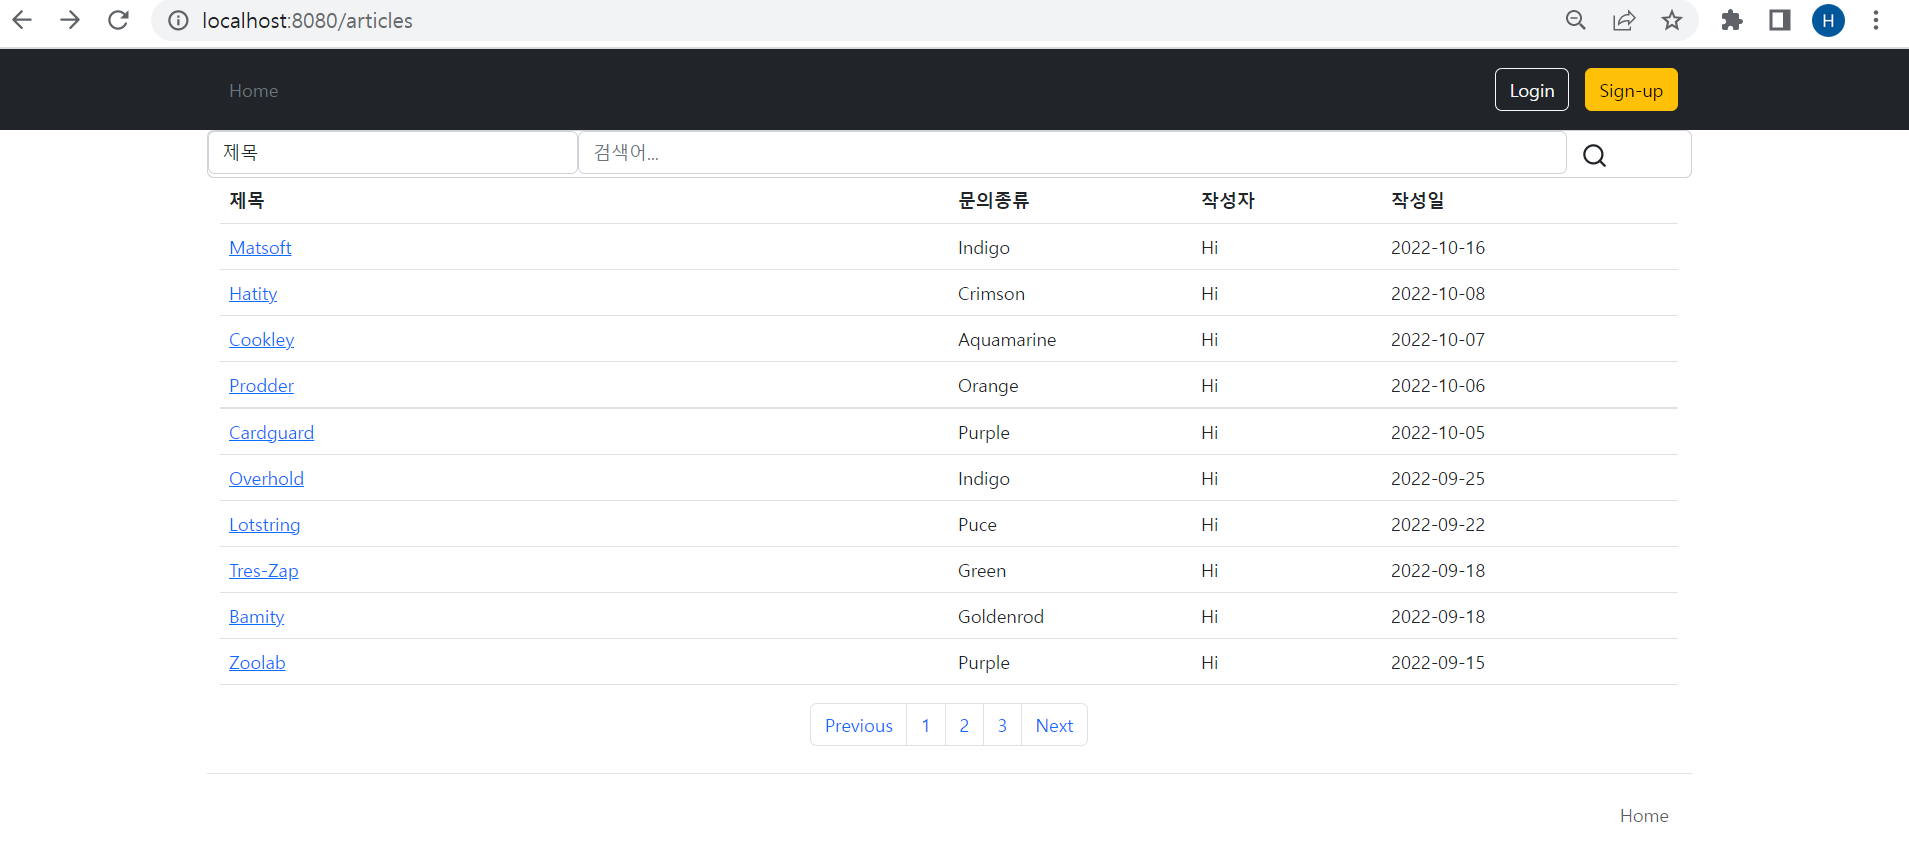 localhost:8080/articles H
Home Login Sign-up
제목 검색어...
제목 문의종류 작성자 작성일
Matsoft Indigo Hi 2022-10-16
Hatity Crimson Hi 2022-10-08
Cookley Aquamarine Hi 2022-10-07
Prodder Orange Hi 2022-10-06
Cardguard Purple Hi 2022-10-05
Overhold Indigo Hi 2022-09-25
Lotstring Puce Hi 2022-09-22
Tres-Zap Green Hi 2022-09-18
Bamity Goldenrod Hi 2022-09-18
Zoolab Purple Hi 2022-09-15
Previous 1 2 3 Next
Home